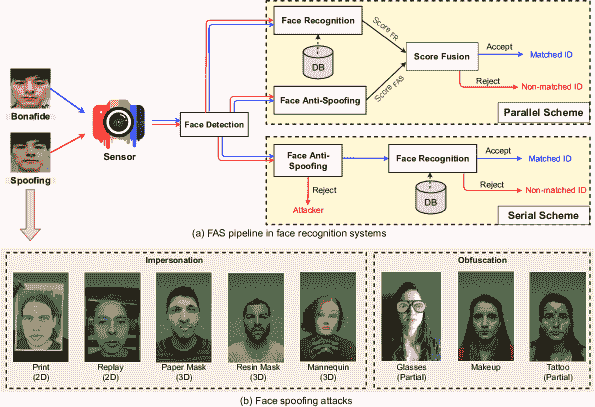 Face Recognition
Score FR
DB
Score Fusion
Accept
Matched ID
Reject
Non-matched ID
Bonafide
Face Anti-Spoofing
Score FAS
Parallel Scheme
Face Detection
Sensor
Spoofing
Face Anti-
Spoofing
Face Recognition
Accept
Matched ID
Reject
Attacker
DB
Reject
Non-matched ID
Serial Scheme
(a) FAS pipeline in face recognition systems
Impersonation
Obfuscation
Print
(2D)
Replay
(2D)
Paper Mask
(3D)
Resin Mask
(3D)
Mannequin
(3D)
Glasses
(Partial)
Makeup
Tattoo
(Partial)
(b) Face spoofing attacks